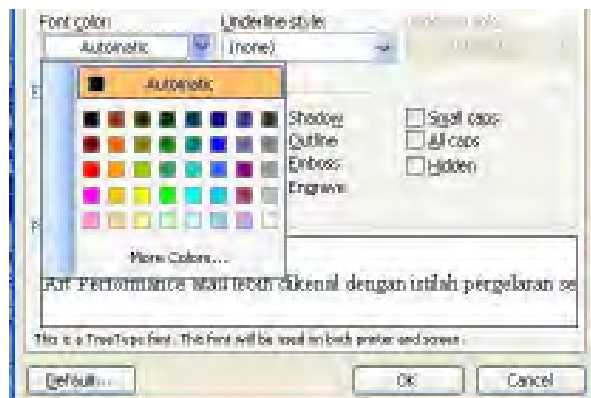 Font color: Underline style:
Automatic (none)
Automatic
Shadow Small caps
Outline All caps
Emboss Hidden
Engrave
More Colors...
Art Performance atau lebih dikenal dengan istilah pergelaran se
This is a TrueType font. This font will be used on both printer and screen.
Default... OK Cancel